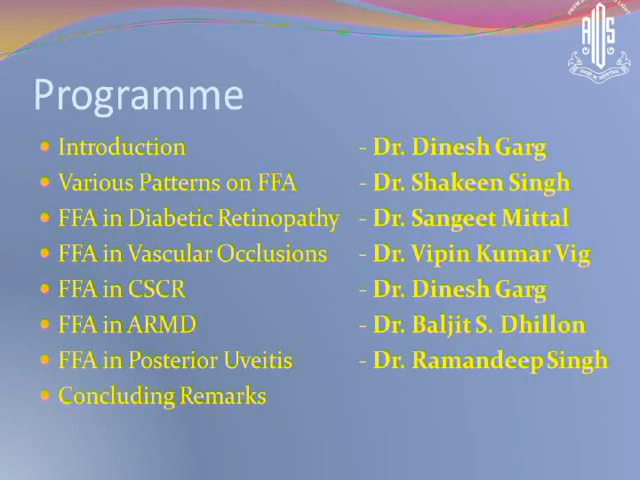 AIOS
Programme
Introduction - Dr. Dinesh Garg
Various Patterns on FFA - Dr. Shakeen Singh
FFA in Diabetic Retinopathy - Dr. Sangeet Mittal
FFA in Vascular Occlusions - Dr. Vipin Kumar Vig
FFA in CSCR - Dr. Dinesh Garg
FFA in ARMD - Dr. Baljit S. Dhillon
FFA in Posterior Uveitis - Dr. Ramandeep Singh
Concluding Remarks